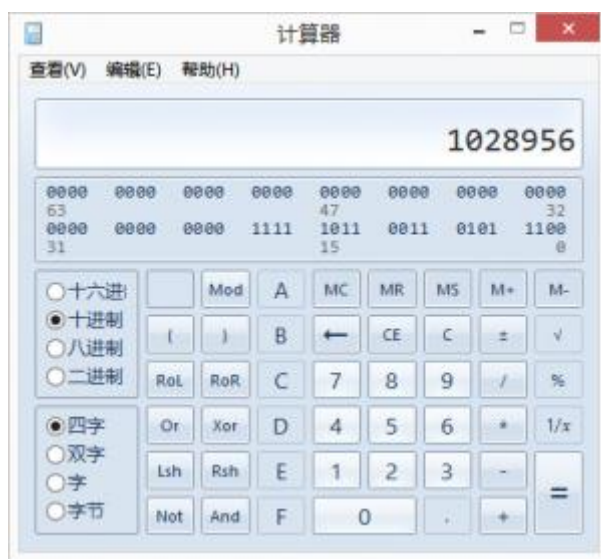 计算器
查看(V) 编辑(E) 帮助(H)
1028956
0000 0000 0000 0000 0000 0000 0000 0000
63 47 32
0000 0000 0000 1111 1011 0011 0101 1100
31 15 0
十六进 Mod A MC MR MS M+ M-
十进制 ( ) B ← CE C ± √
八进制
二进制 RoL RoR C 7 8 9 / %
四字 Or Xor D 4 5 6 * 1/x
双字 Lsh Rsh E 1 2 3 - =
字
字节 Not And F 0 . +